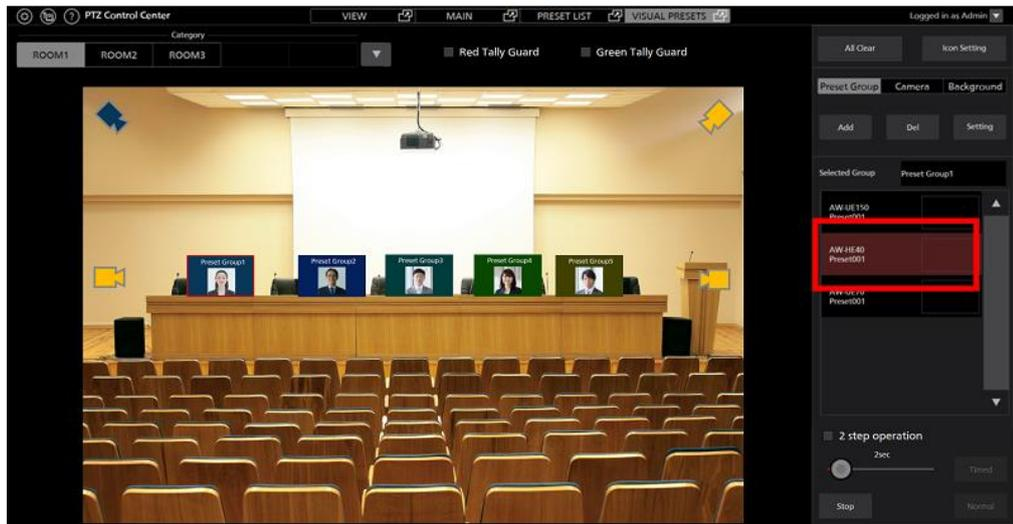 PTZ Control Center
VIEW
MAIN
PRESET LIST
VISUAL PRESETS
Logged in as Admin
Category
ROOM1
ROOM2
ROOM3
Red Tally Guard
Green Tally Guard
All Clear
Icon Setting
Preset Group
Camera
Background
Add
Del
Setting
Selected Group
Preset Group1
AW-UE150
Preset001
AW-HE40
Preset001
AW-UE70
Preset001
Preset Group1
Preset Group2
Preset Group3
Preset Group4
Preset Group5
2 step operation
2sec
Timed
Stop
Normal